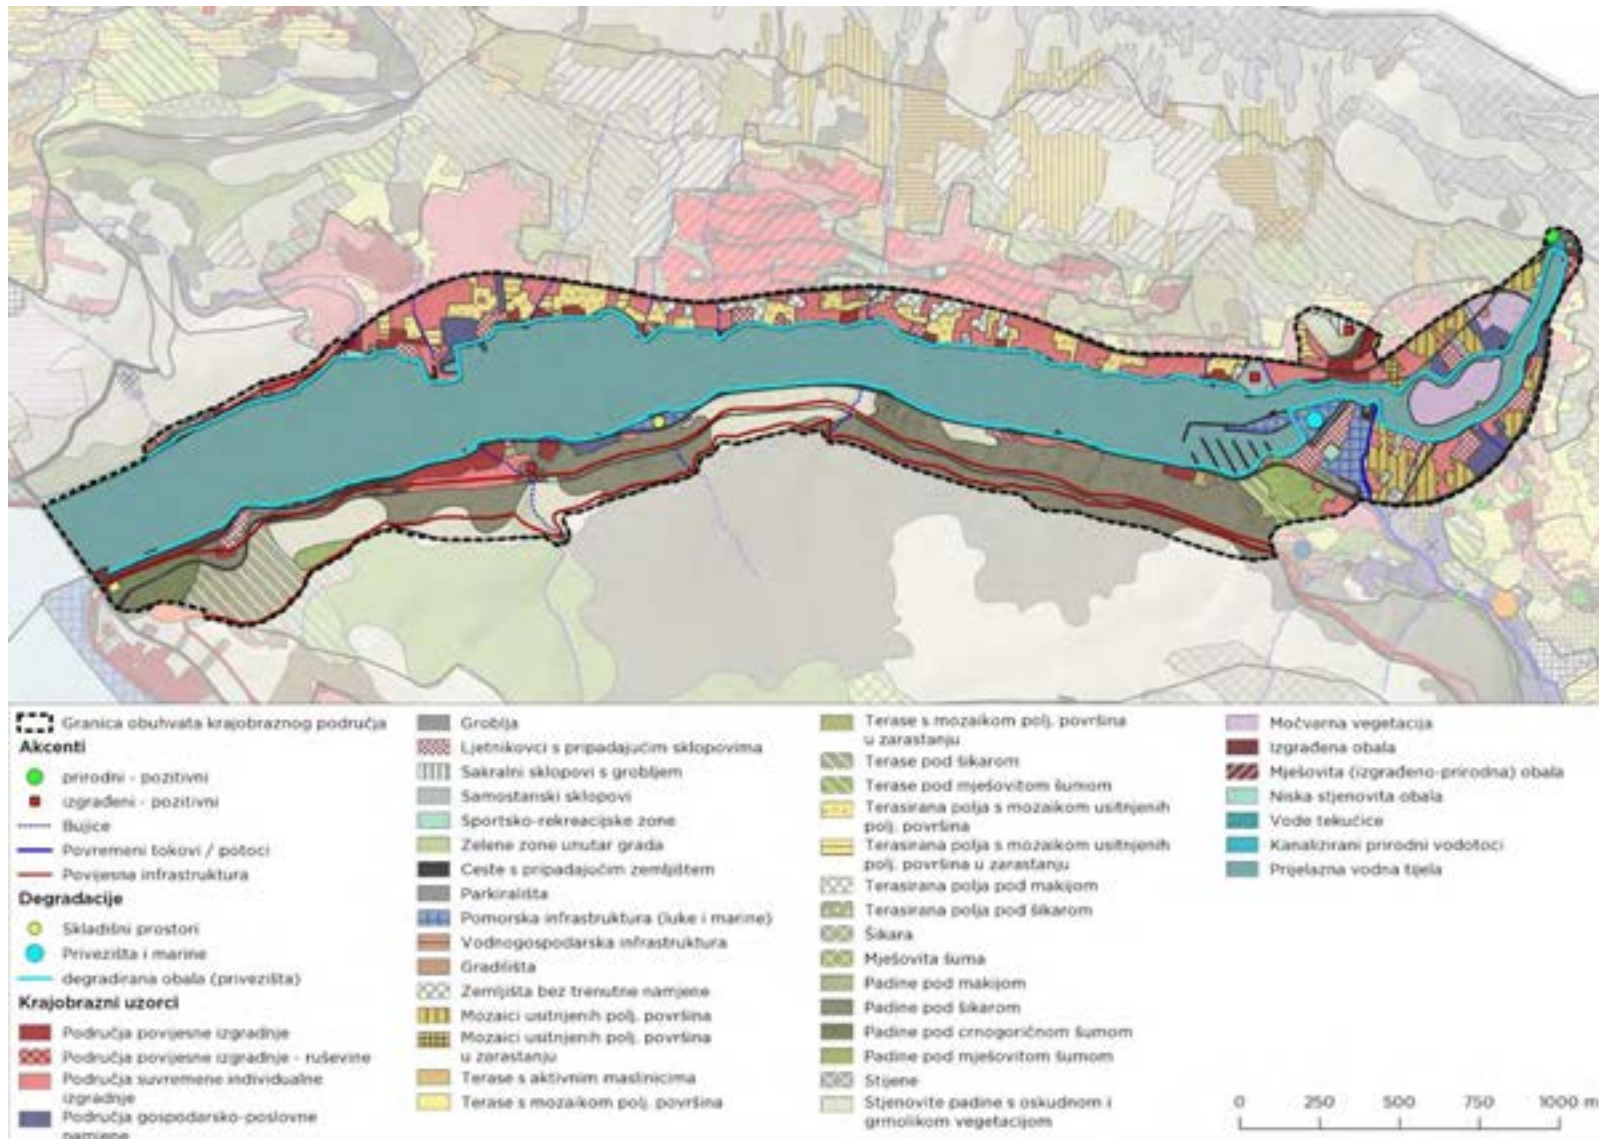 Granica obuhvata krajobraznog područja
Akcenti
prirodni - pozitivni
izgrađeni - pozitivni
Bujice
Povremeni tokovi / potoci
Povijesna infrastruktura
Degradacije
Skladišni prostori
Privezišta i marine
degradirana obala (privezišta)
Krajobrazni uzorci
Područja povijesne izgradnje
Područja povijesne izgradnje - ruševine
Područja suvremene individualne
izgradnje
Područja gospodarsko-poslovne
namjene
Groblja
Ljetnikovci s pripadajućim sklopovima
Sakralni sklopovi s grobljem
Samostanski sklopovi
Sportsko-rekreacijske zone
Zelene zone unutar grada
Ceste s pripadajućim zemljištem
Parkirališta
Pomorska infrastruktura (luke i marine)
Vodnogospodarska infrastruktura
Gradilišta
Zemljišta bez trenutne namjene
Mozaici usitnjenih polj. površina
Mozaici usitnjenih polj. površina
u zarastanju
Terase s aktivnim maslinicima
Terase s mozaikom polj. površina
Terase s mozaikom polj. površina
u zarastanju
Terase pod šikarom
Terase pod mješovitom šumom
Terasirana polja s mozaikom usitnjenih
polj. površina
Terasirana polja s mozaikom usitnjenih
polj. površina u zarastanju
Terasirana polja pod makijom
Terasirana polja pod šikarom
Šikara
Mješovita šuma
Padine pod makijom
Padine pod šikarom
Padine pod crnogoričnom šumom
Padine pod mješovitom šumom
Stijene
Stjenovite padine s oskudnom i
grmolikom vegetacijom
Močvarna vegetacija
Izgrađena obala
Mješovita (izgrađeno-prirodna) obala
Niska stjenovita obala
Vode tekućice
Kanalizirani prirodni vodotoci
Prijelazna vodna tijela
0 250 500 750 1000 m